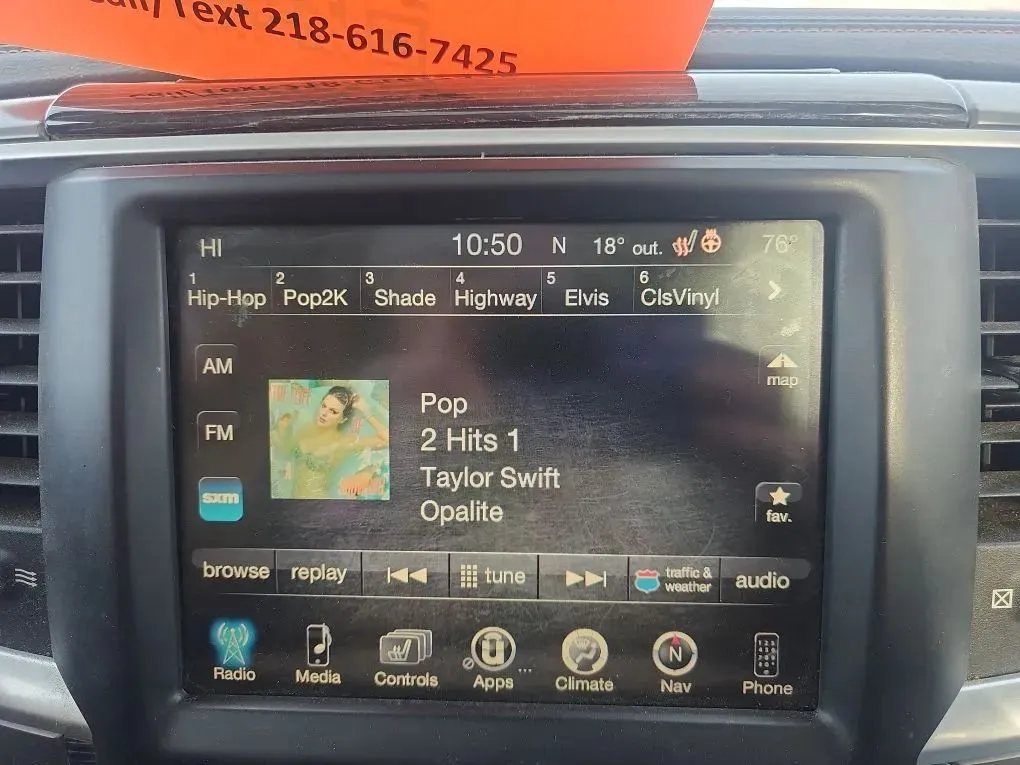 Call/Text 218-616-7425
HI 10:50 N 18° out. 76°
1 Hip-Hop 2 Pop2K 3 Shade 4 Highway 5 Elvis 6 ClsVinyl
AM
map
Pop
FM
2 Hits 1
Taylor Swift
sxm
fav.
Opalite
browse replay tune traffic & weather audio
Radio Media Controls Apps ... Climate N Nav Phone